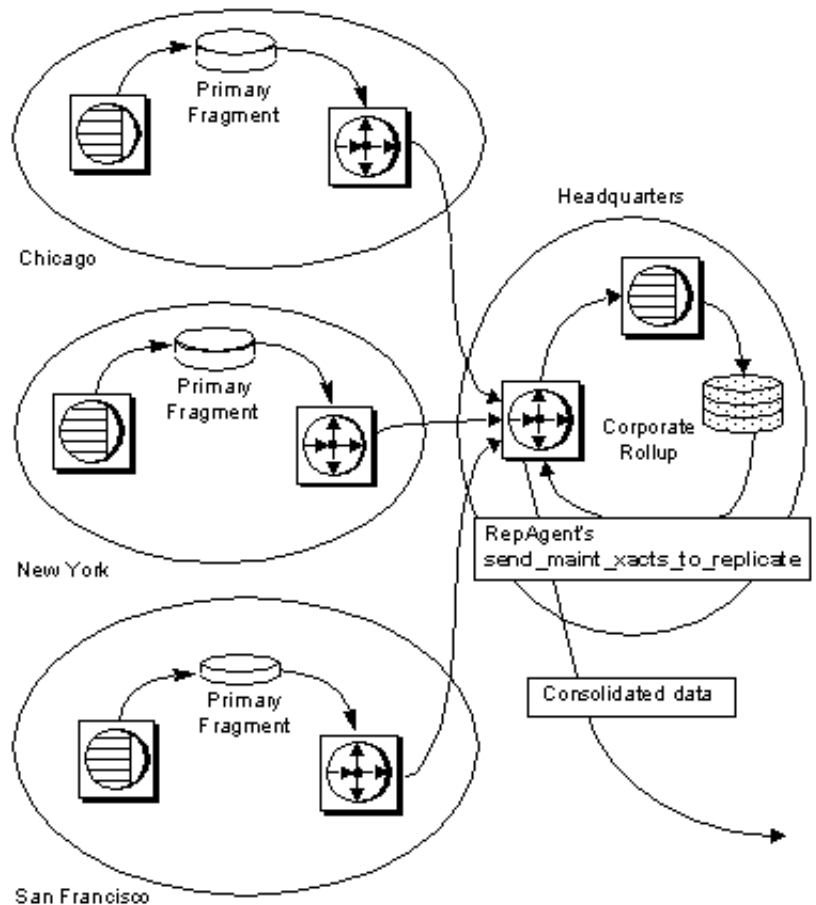 Primary
Fragment
Chicago
Headquarters
Primary
Fragment
New York
Corporate
Rollup
RepAgent's
send_maint_xacts_to_replicate
Primary
Fragment
Consolidated data
San Francisco